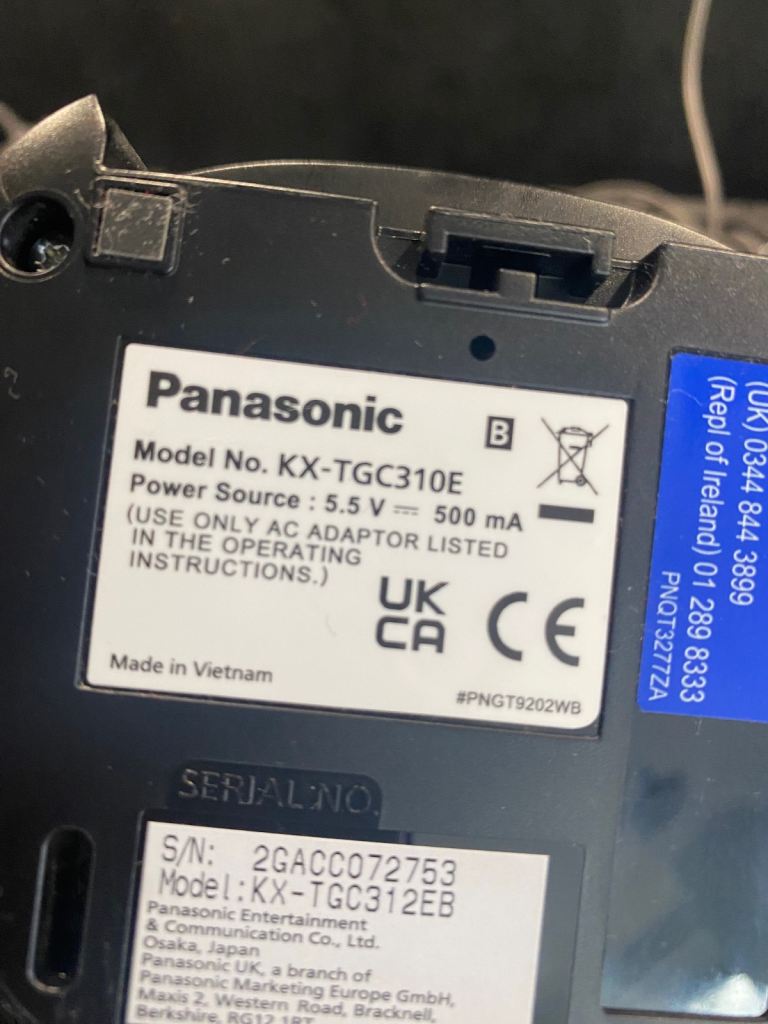 Panasonic
B
Model No. KX-TGC310E
Power Source : 5.5 V ⎓ 500 mA
(USE ONLY AC ADAPTOR LISTED
IN THE OPERATING
INSTRUCTIONS.)
UK
CA
CE
Made in Vietnam
#PNGT9202WB
(UK) 0344 844 3899
(Repl of Ireland) 01 289 8333
PNQT3277ZA
SERIAL NO.
S/N: 2GACC072753
Model:KX-TGC312EB
Panasonic Entertainment
& Communication Co., Ltd.
Osaka, Japan
Panasonic UK, a branch of
Panasonic Marketing Europe GmbH,
Maxis 2, Western Road, Bracknell,
Berkshire, RG12 1RT